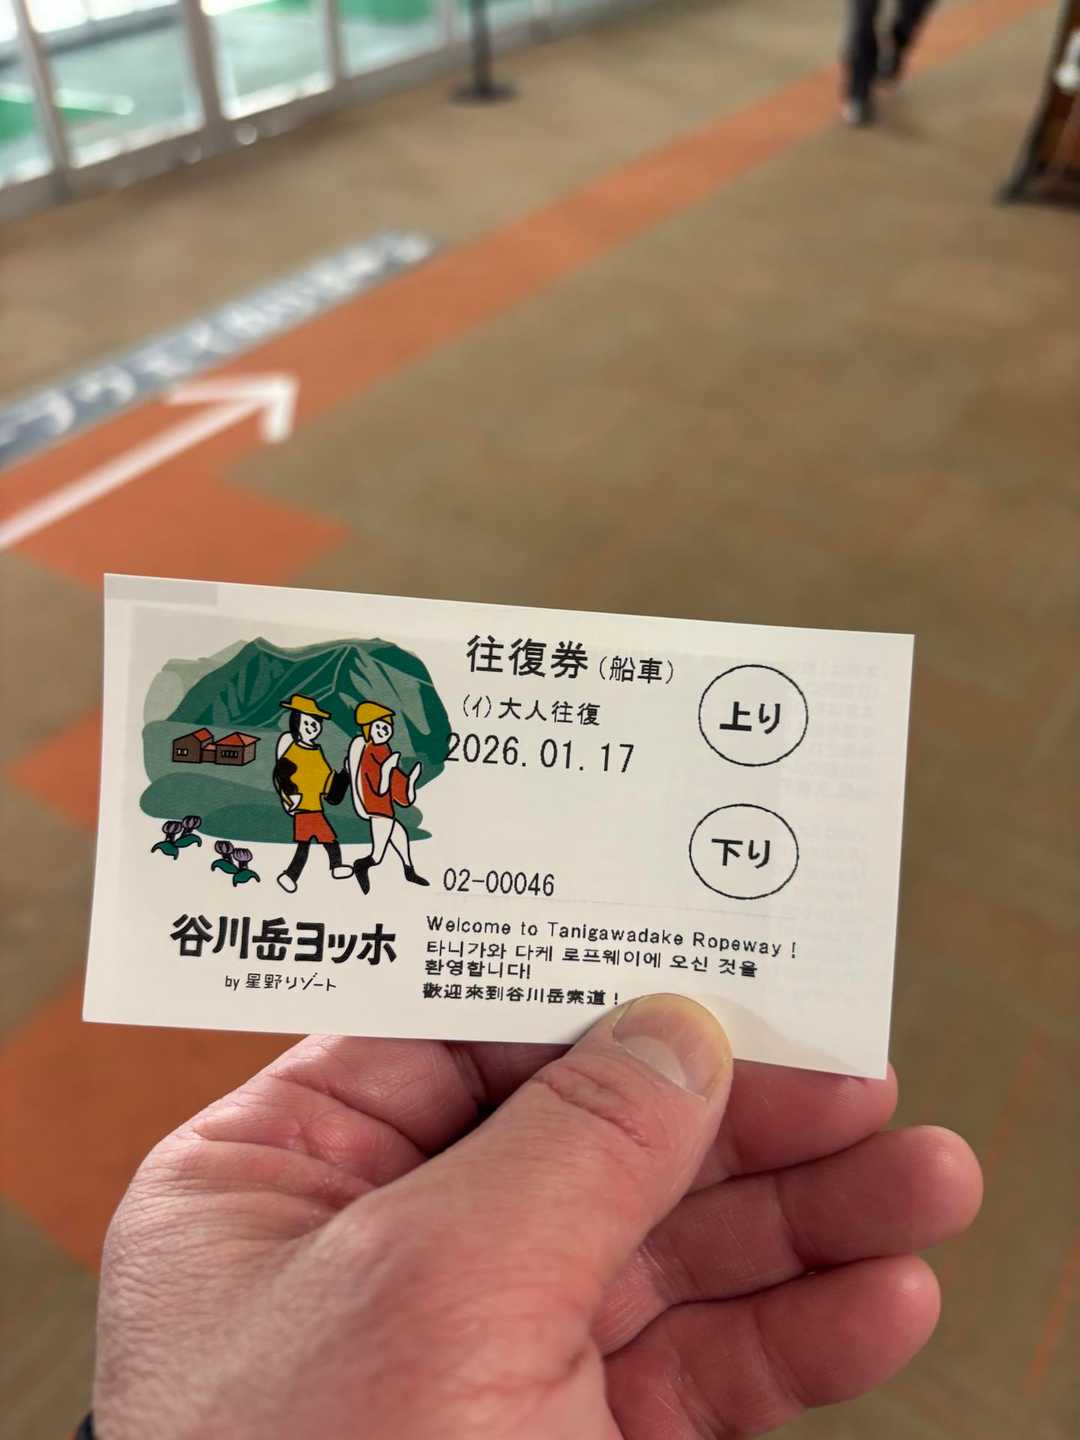 往復券(船車)
(イ)大人往復
2026.01.17
上り
下り
02-00046
谷川岳ヨッホ
by 星野リゾート
Welcome to Tanigawadake Ropeway !
타니가와 다케 로프웨이에 오신 것을
환영합니다!
歡迎來到谷川岳索道 !